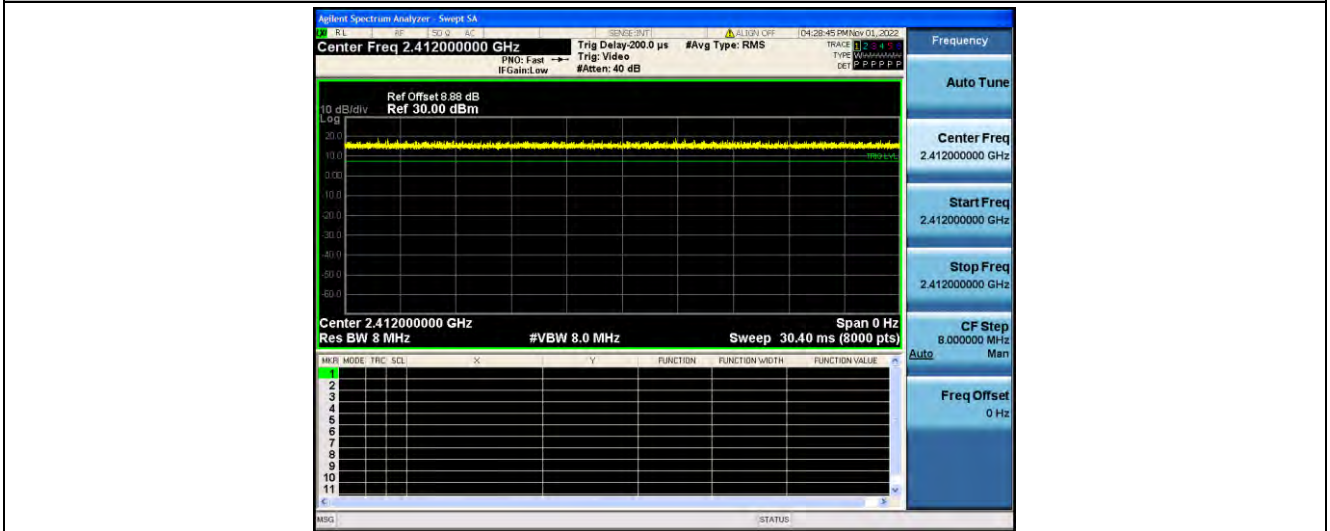 Agilent Spectrum Analyzer - Swept SA
RL RF 50 Ω AC SENSE:INT ALIGN OFF 04:28:45 PM Nov 01, 2022
Center Freq 2.412000000 GHz
PNO: Fast
IFGain:Low
Trig Delay-200.0 µs
Trig: Video
#Atten: 40 dB
#Avg Type: RMS
TRACE 1 2 3 4 5 6
TYPE
DET P P P P P P
Ref Offset 8.88 dB
10 dB/div Ref 30.00 dBm
Log
20.0
10.0
TRIG LVL
0.00
-10.0
-20.0
-30.0
-40.0
-50.0
-60.0
Center 2.412000000 GHz Span 0 Hz
Res BW 8 MHz #VBW 8.0 MHz Sweep 30.40 ms (8000 pts)
MKR MODE TRC SCL X Y FUNCTION FUNCTION WIDTH FUNCTION VALUE
1
2
3
4
5
6
7
8
9
10
11
MSG STATUS
Frequency
Auto Tune
Center Freq
2.412000000 GHz
Start Freq
2.412000000 GHz
Stop Freq
2.412000000 GHz
CF Step
8.000000 MHz
Auto Man
Freq Offset
0 Hz